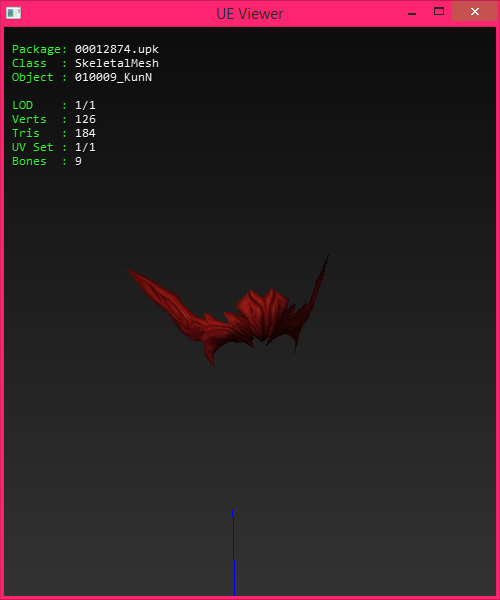 UE Viewer
Package: 00012874.upk
Class  : SkeletalMesh
Object : 010009_KunN
LOD    : 1/1
Verts  : 126
Tris   : 184
UV Set : 1/1
Bones  : 9